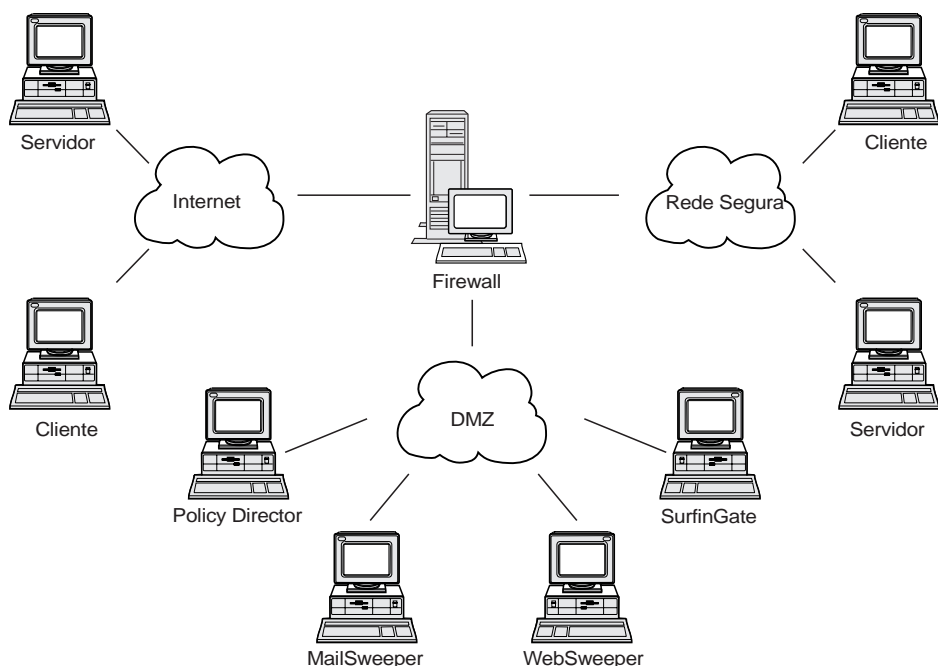 Servidor
Cliente
Internet
Rede Segura
Firewall
Cliente
DMZ
Servidor
Policy Director
SurfinGate
MailSweeper
WebSweeper